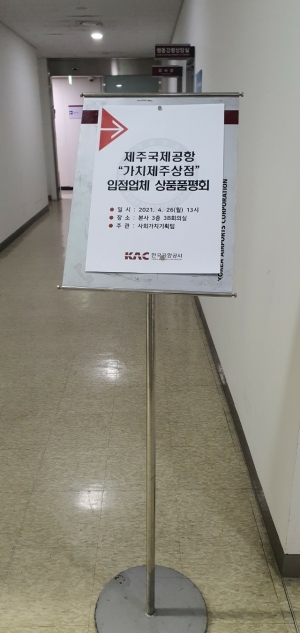 제주국제공항
"가치제주상점"
입점업체 상품품평회
일 시 : 2021. 4. 26(월) 13시
장 소 : 본사 3층 3B회의실
주 관 : 사회가치기획팀
KAC 한국공항공사
KOREA AIRPORTS CORPORATION